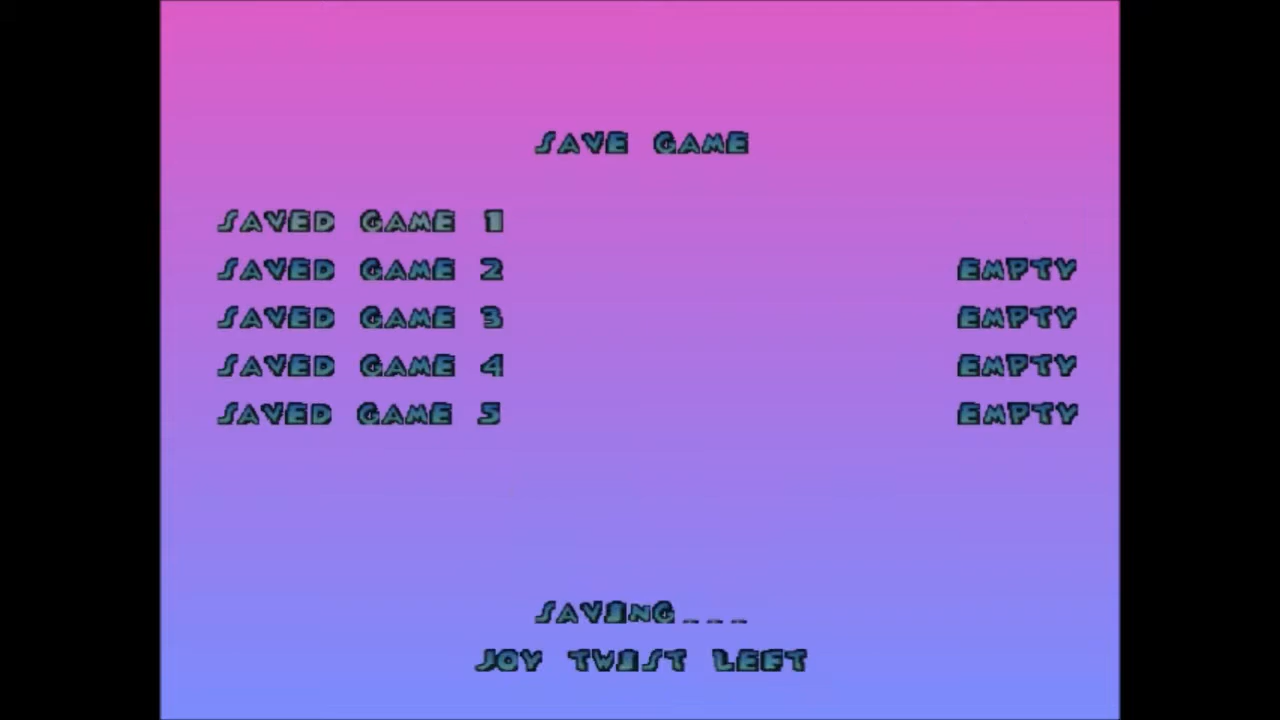 SAVE GAME
SAVED GAME 1
SAVED GAME 2 EMPTY
SAVED GAME 3 EMPTY
SAVED GAME 4 EMPTY
SAVED GAME 5 EMPTY
SAVING___
JOY TWIST LEFT